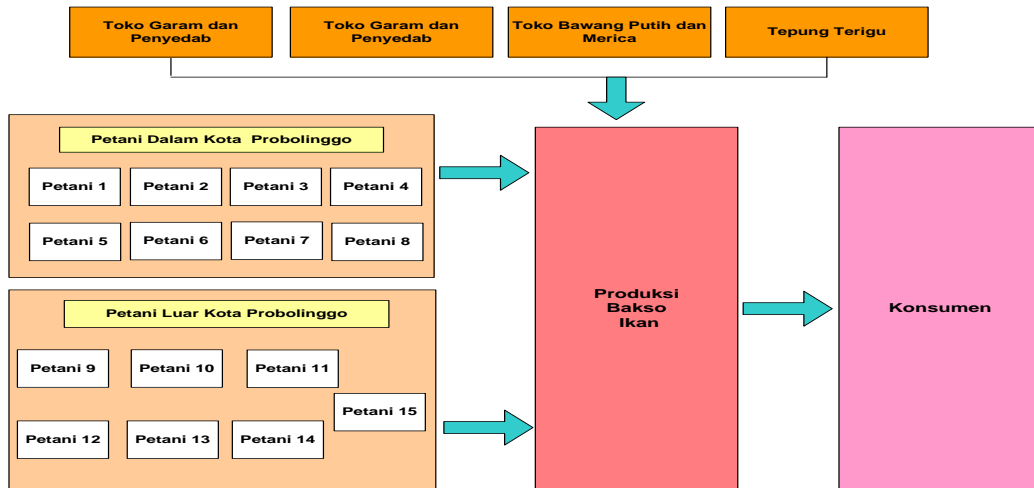 Toko Garam dan
Penyedab
Toko Garam dan
Penyedab
Toko Bawang Putih dan
Merica
Tepung Terigu
Petani Dalam Kota Probolinggo
Petani 1
Petani 2
Petani 3
Petani 4
Petani 5
Petani 6
Petani 7
Petani 8
Petani Luar Kota Probolinggo
Petani 9
Petani 10
Petani 11
Petani 15
Petani 12
Petani 13
Petani 14
Produksi
Bakso
Ikan
Konsumen